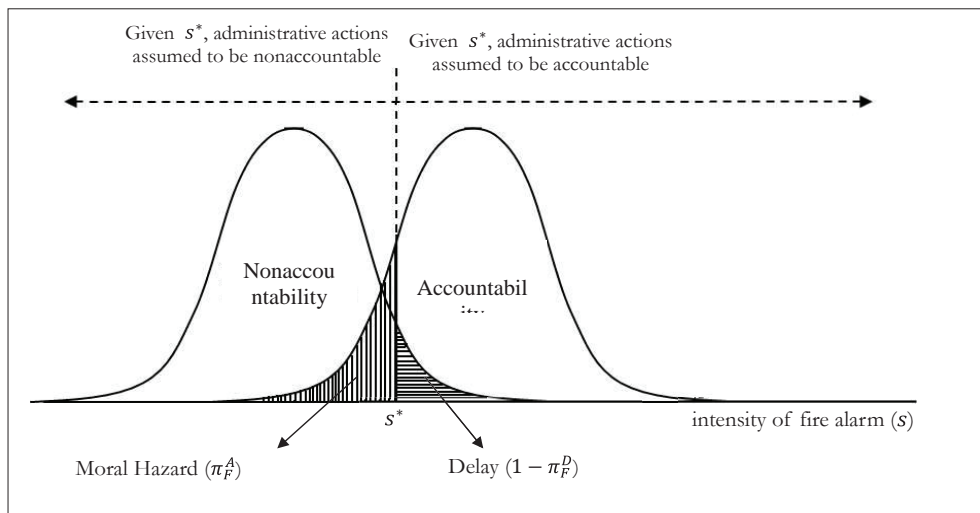 Given s*, administrative actions
assumed to be nonaccountable
Given s*, administrative actions
assumed to be accountable
Nonaccou
ntability
Accountabil
ity
s*
intensity of fire alarm (s)
Moral Hazard (π_F^A)
Delay (1 − π_F^D)